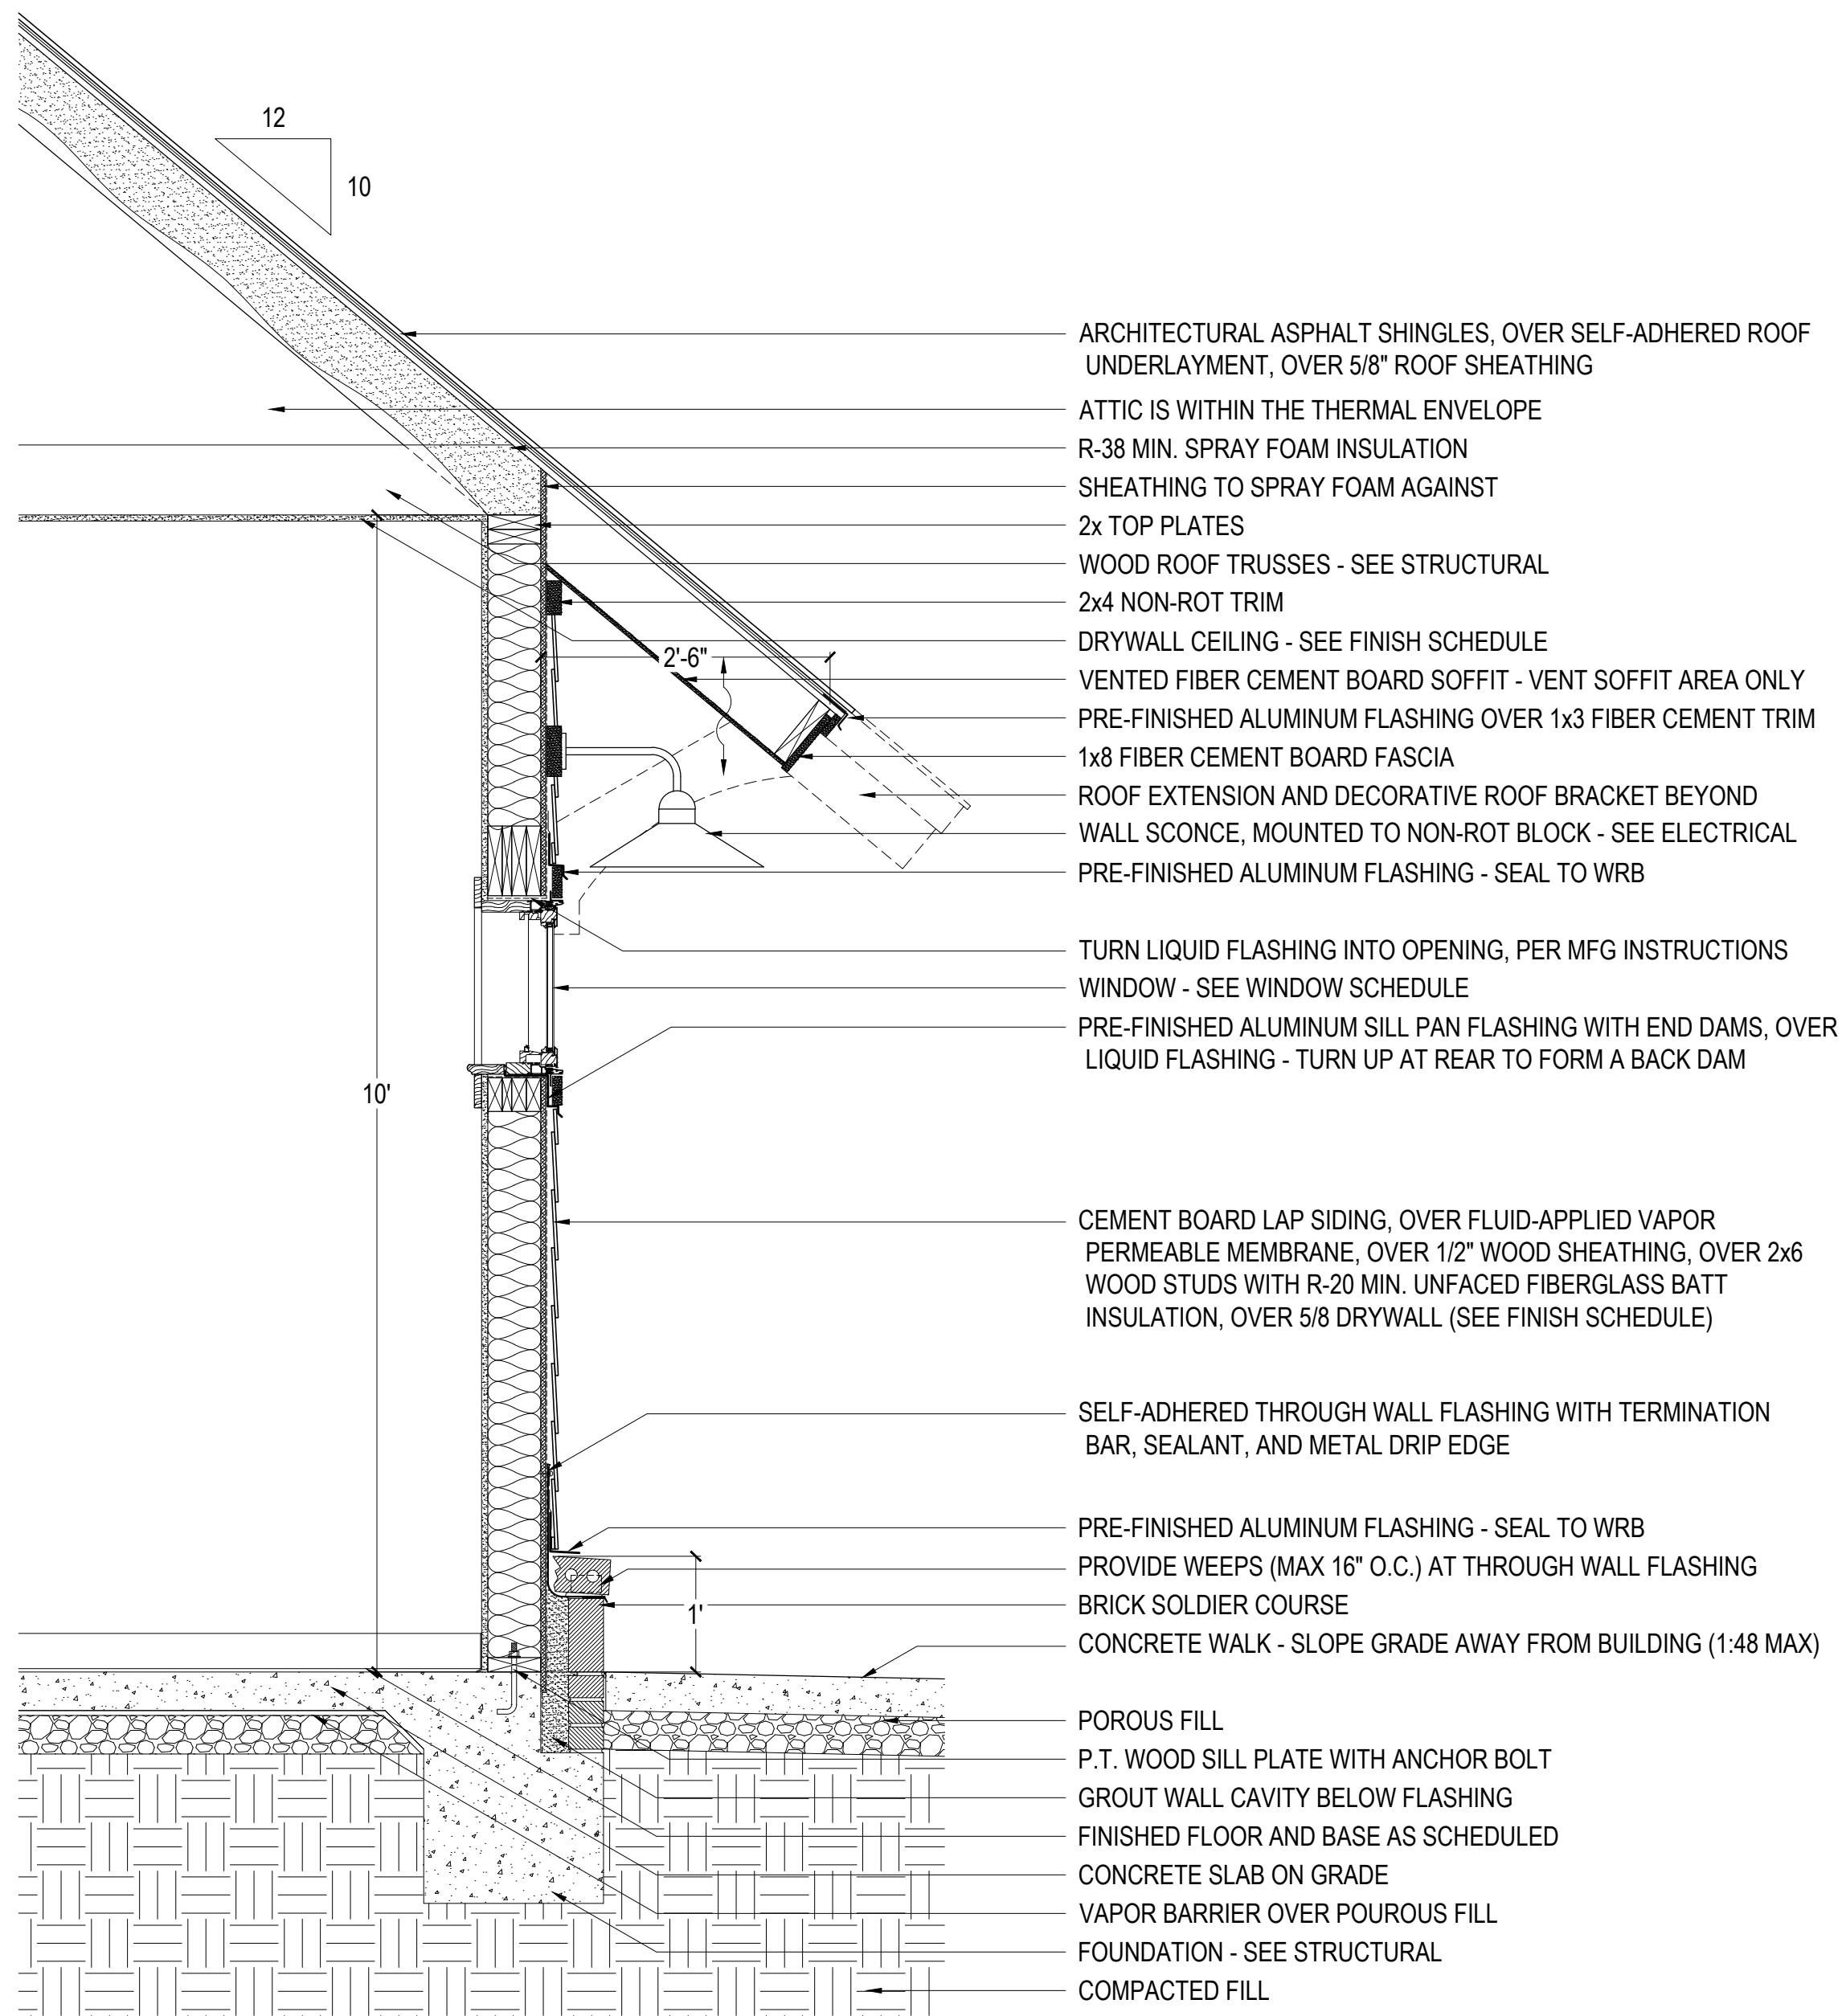 12
10
ARCHITECTURAL ASPHALT SHINGLES, OVER SELF-ADHERED ROOF
UNDERLAYMENT, OVER 5/8" ROOF SHEATHING
ATTIC IS WITHIN THE THERMAL ENVELOPE
R-38 MIN. SPRAY FOAM INSULATION
SHEATHING TO SPRAY FOAM AGAINST
2x TOP PLATES
WOOD ROOF TRUSSES - SEE STRUCTURAL
2x4 NON-ROT TRIM
DRYWALL CEILING - SEE FINISH SCHEDULE
2'-6"
VENTED FIBER CEMENT BOARD SOFFIT - VENT SOFFIT AREA ONLY
PRE-FINISHED ALUMINUM FLASHING OVER 1x3 FIBER CEMENT TRIM
1x8 FIBER CEMENT BOARD FASCIA
ROOF EXTENSION AND DECORATIVE ROOF BRACKET BEYOND
WALL SCONCE, MOUNTED TO NON-ROT BLOCK - SEE ELECTRICAL
PRE-FINISHED ALUMINUM FLASHING - SEAL TO WRB
TURN LIQUID FLASHING INTO OPENING, PER MFG INSTRUCTIONS
WINDOW - SEE WINDOW SCHEDULE
PRE-FINISHED ALUMINUM SILL PAN FLASHING WITH END DAMS, OVER
LIQUID FLASHING - TURN UP AT REAR TO FORM A BACK DAM
10'
CEMENT BOARD LAP SIDING, OVER FLUID-APPLIED VAPOR
PERMEABLE MEMBRANE, OVER 1/2" WOOD SHEATHING, OVER 2x6
WOOD STUDS WITH R-20 MIN. UNFACED FIBERGLASS BATT
INSULATION, OVER 5/8 DRYWALL (SEE FINISH SCHEDULE)
SELF-ADHERED THROUGH WALL FLASHING WITH TERMINATION
BAR, SEALANT, AND METAL DRIP EDGE
PRE-FINISHED ALUMINUM FLASHING - SEAL TO WRB
PROVIDE WEEPS (MAX 16" O.C.) AT THROUGH WALL FLASHING
BRICK SOLDIER COURSE
1'
CONCRETE WALK - SLOPE GRADE AWAY FROM BUILDING (1:48 MAX)
POROUS FILL
P.T. WOOD SILL PLATE WITH ANCHOR BOLT
GROUT WALL CAVITY BELOW FLASHING
FINISHED FLOOR AND BASE AS SCHEDULED
CONCRETE SLAB ON GRADE
VAPOR BARRIER OVER POUROUS FILL
FOUNDATION - SEE STRUCTURAL
COMPACTED FILL